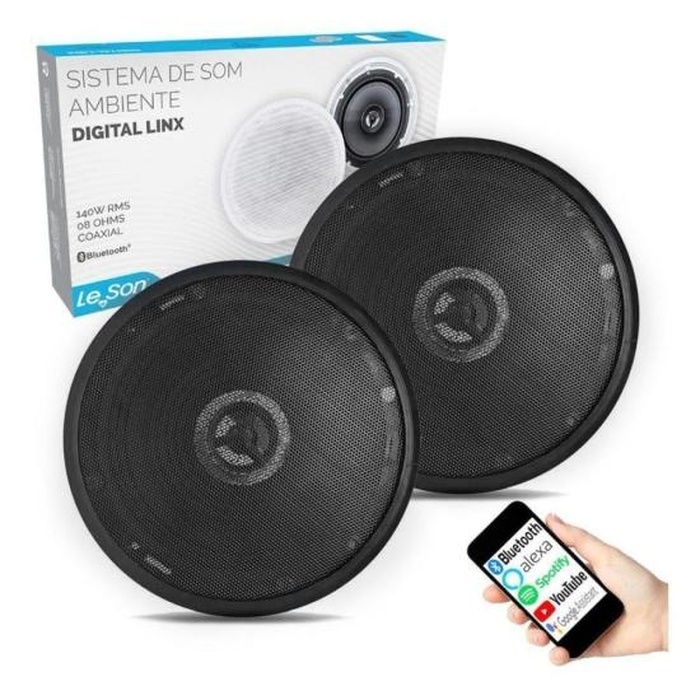 SISTEMA DE SOM
AMBIENTE
DIGITAL LINX
140W RMS
08 OHMS
COAXIAL
Bluetooth®
Le Son
Bluetooth
alexa
Spotify
YouTube
Google Assistant